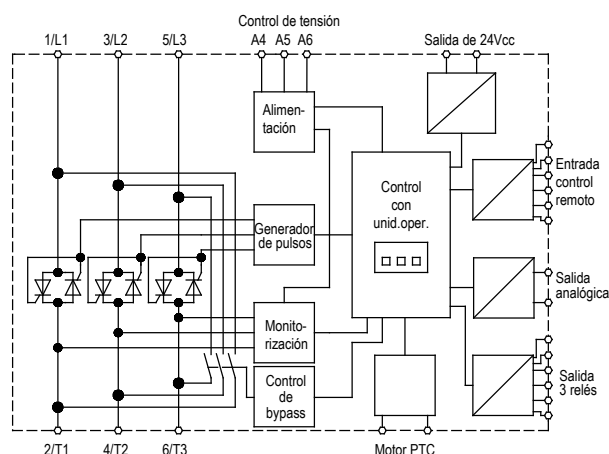 Control de tensión
1/L1 3/L2 5/L3 A4 A5 A6 Salida de 24Vcc
Alimen-
tación
Entrada
control
remoto
Control
con
unid.oper.
Generador
de pulsos
Salida
analógica
Monito-
rización
Control
de
bypass
Salida
3 relés
2/T1 4/T2 6/T3 Motor PTC